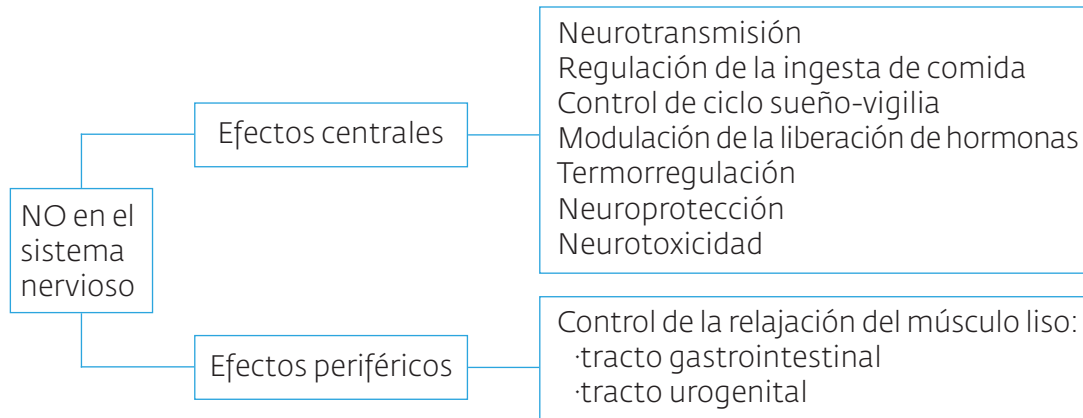 NO en el
sistema
nervioso
Efectos centrales
Neurotransmisión
Regulación de la ingesta de comida
Control de ciclo sueño-vigilia
Modulación de la liberación de hormonas
Termorregulación
Neuroprotección
Neurotoxicidad
Efectos periféricos
Control de la relajación del músculo liso:
·tracto gastrointestinal
·tracto urogenital